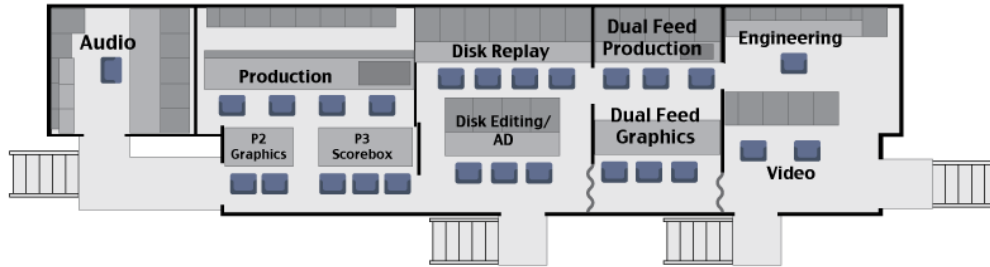 Audio
Production
P2
Graphics
P3
Scorebox
Disk Replay
Disk Editing/
AD
Dual Feed
Production
Dual Feed
Graphics
Engineering
Video